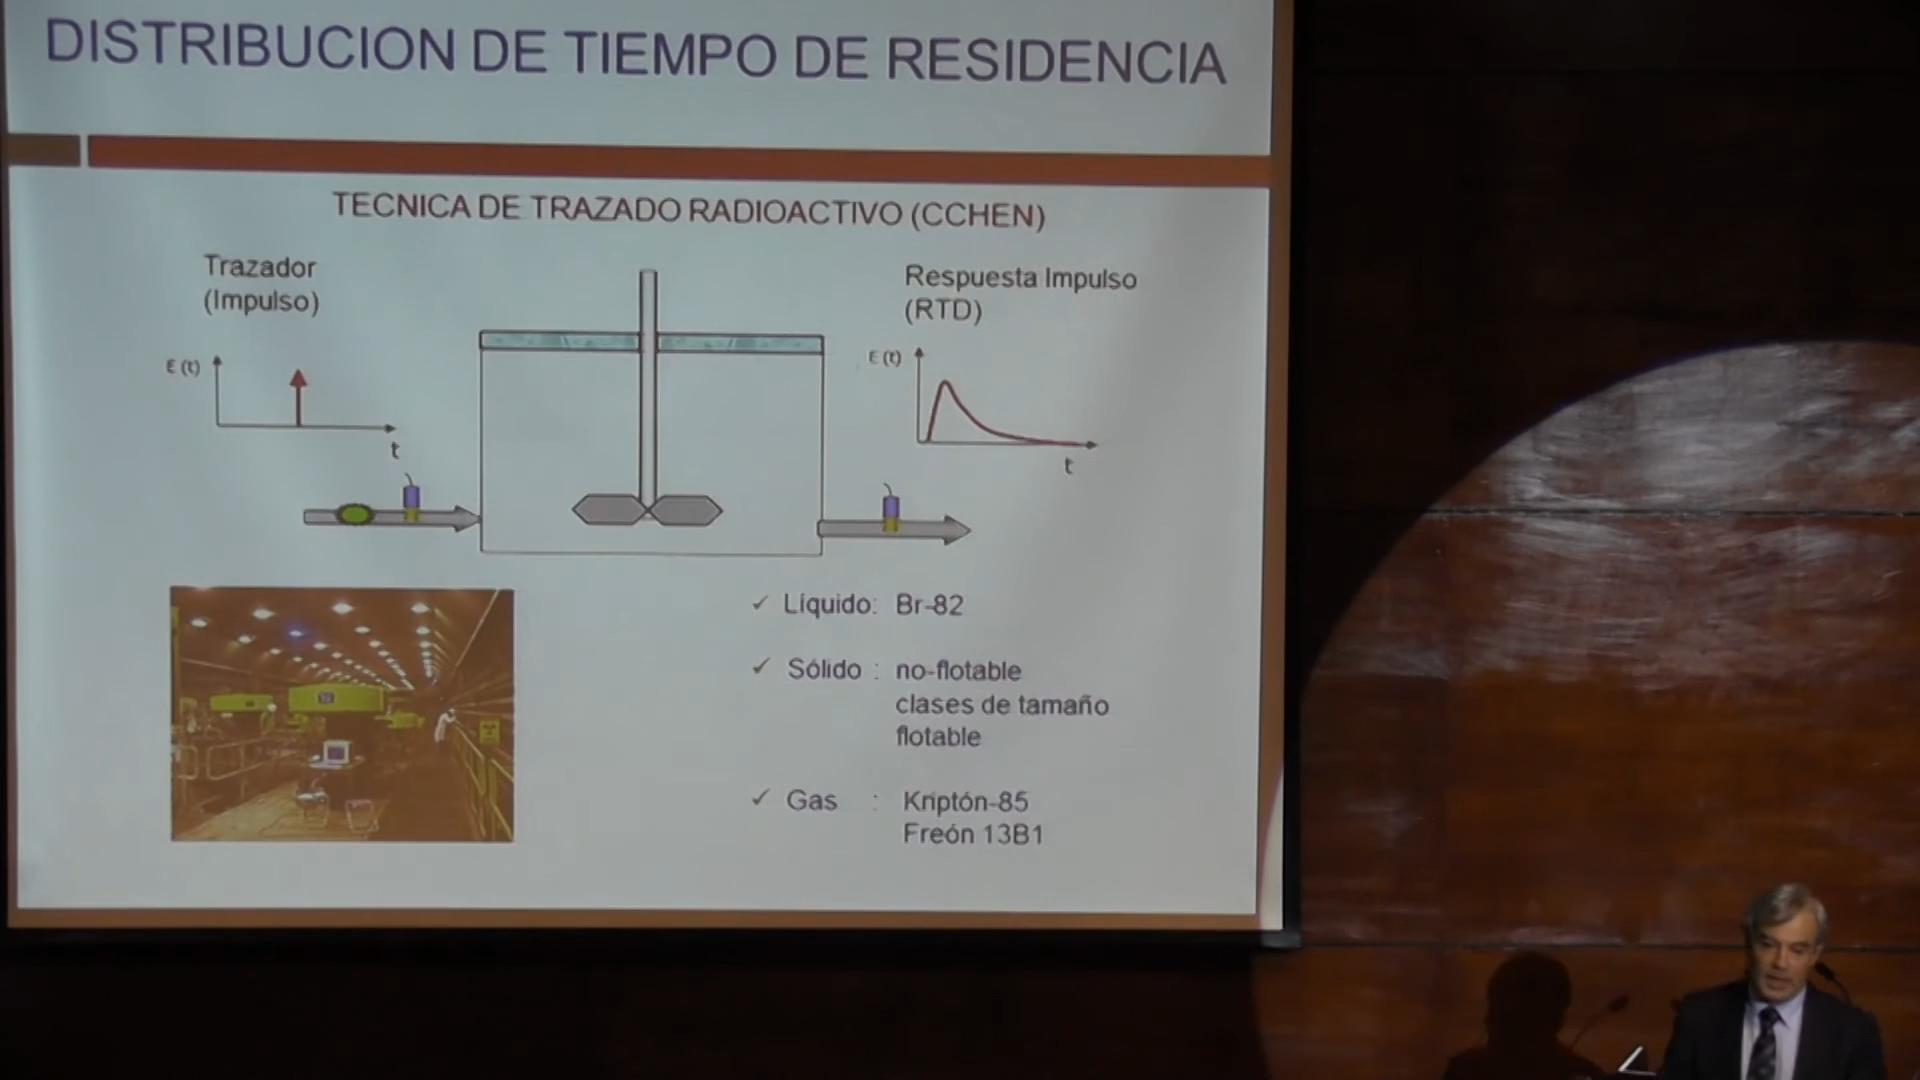 DISTRIBUCION DE TIEMPO DE RESIDENCIA
TECNICA DE TRAZADO RADIOACTIVO (CCHEN)
Trazador
(Impulso)
E (t)
t
Respuesta Impulso
(RTD)
E (t)
t
✓ Líquido: Br-82
✓ Sólido : no-flotable
clases de tamaño
flotable
✓ Gas : Kriptón-85
Freón 13B1